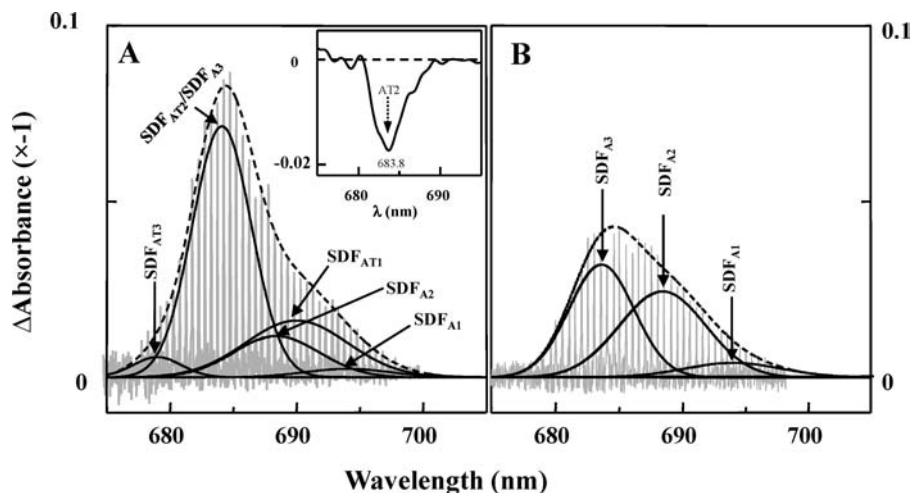 0.1
0.1
A
B
ΔAbsorbance (×-1)
0
0
SDF_AT2/SDF_A3
SDF_AT3
SDF_AT1
SDF_A2
SDF_A1
0
-0.02
AT2
683.8
680
690
λ (nm)
SDF_A3
SDF_A2
SDF_A1
680
690
700
680
690
700
Wavelength (nm)